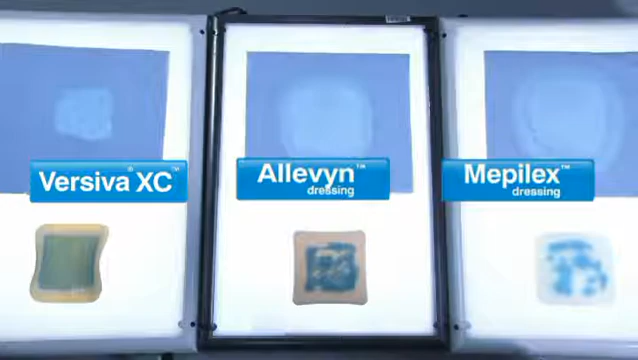 Versiva® XC™
Allevyn™
dressing
Mepilex™
dressing